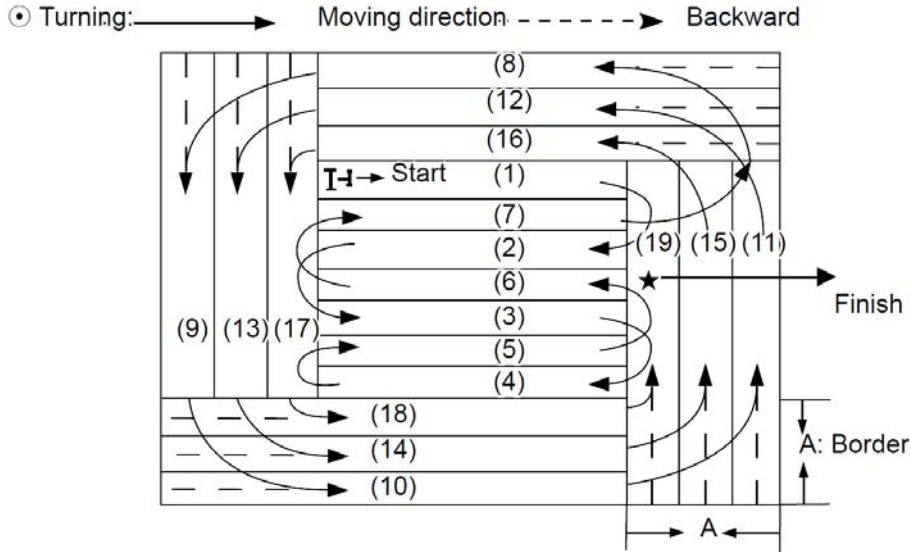 Turning: Moving direction Backward
(8)
(12)
(16)
Start (1)
(7)
(2) (19) (15) (11)
(6)
Finish
(9) (13) (17) (3)
(5)
(4)
(18)
(14) A: Border
(10)
A